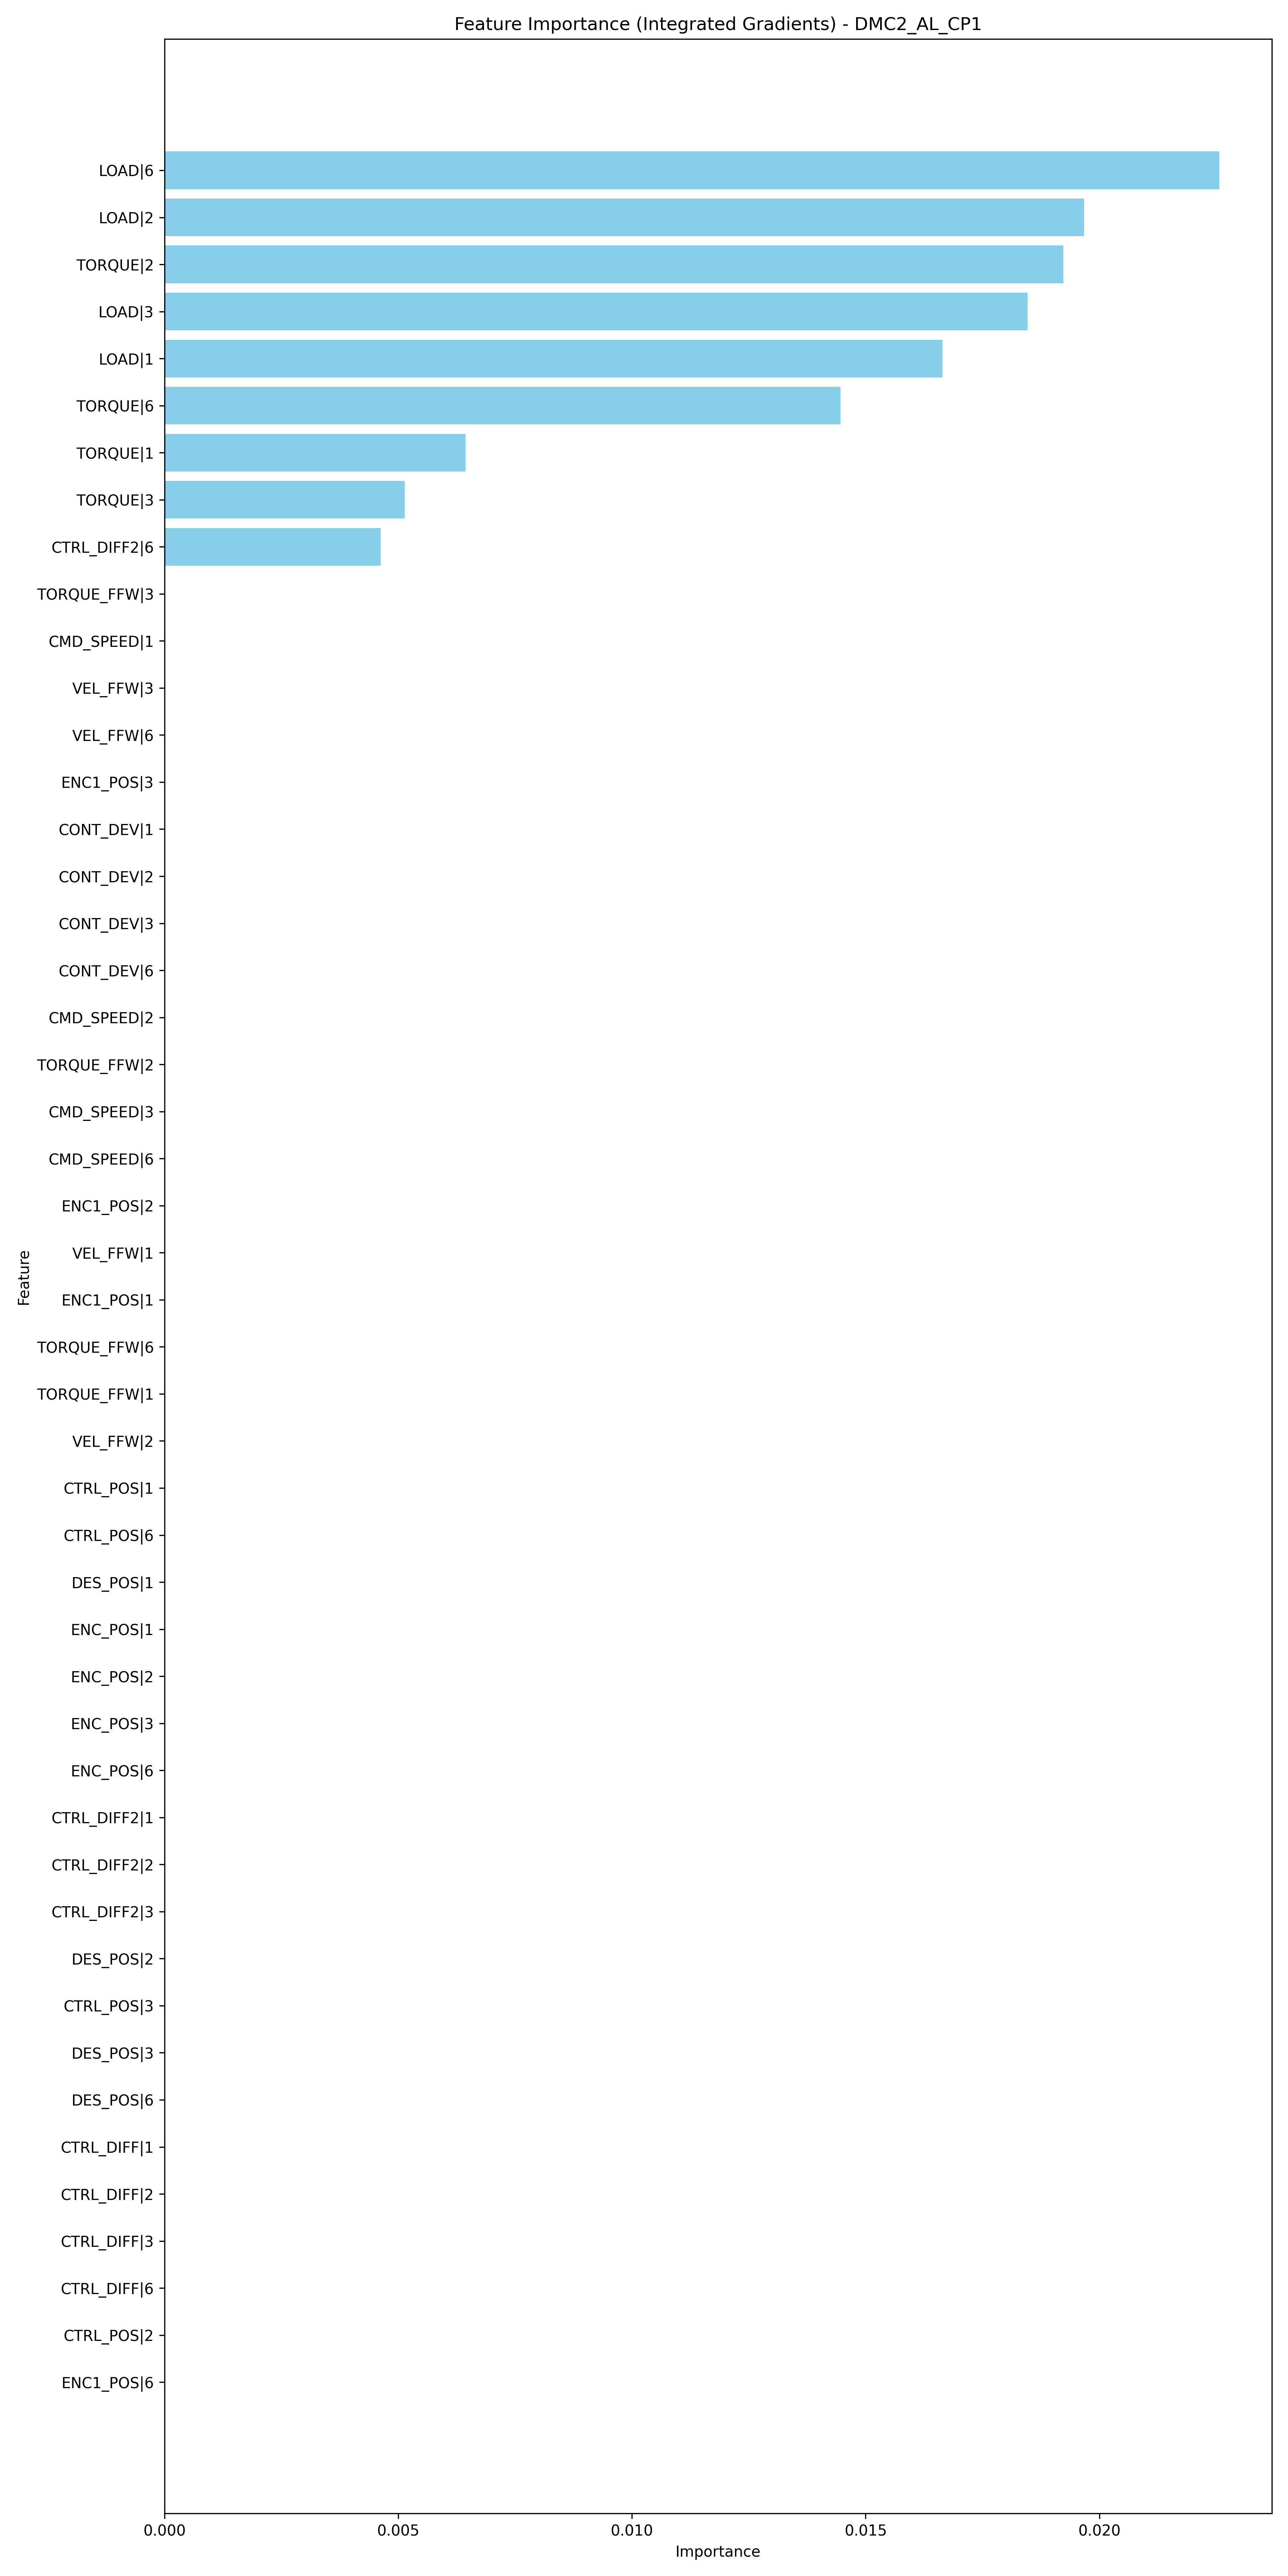 Feature Importance (Integrated Gradients) - DMC2_AL_CP1
LOAD|6
LOAD|2
TORQUE|2
LOAD|3
LOAD|1
TORQUE|6
TORQUE|1
TORQUE|3
CTRL_DIFF2|6
TORQUE_FFW|3
CMD_SPEED|1
VEL_FFW|3
VEL_FFW|6
ENC1_POS|3
CONT_DEV|1
CONT_DEV|2
CONT_DEV|3
CONT_DEV|6
CMD_SPEED|2
TORQUE_FFW|2
CMD_SPEED|3
CMD_SPEED|6
ENC1_POS|2
VEL_FFW|1
ENC1_POS|1
TORQUE_FFW|6
TORQUE_FFW|1
VEL_FFW|2
CTRL_POS|1
CTRL_POS|6
DES_POS|1
ENC_POS|1
ENC_POS|2
ENC_POS|3
ENC_POS|6
CTRL_DIFF2|1
CTRL_DIFF2|2
CTRL_DIFF2|3
DES_POS|2
CTRL_POS|3
DES_POS|3
DES_POS|6
CTRL_DIFF|1
CTRL_DIFF|2
CTRL_DIFF|3
CTRL_DIFF|6
CTRL_POS|2
ENC1_POS|6
Feature
0.000 0.005 0.010 0.015 0.020
Importance